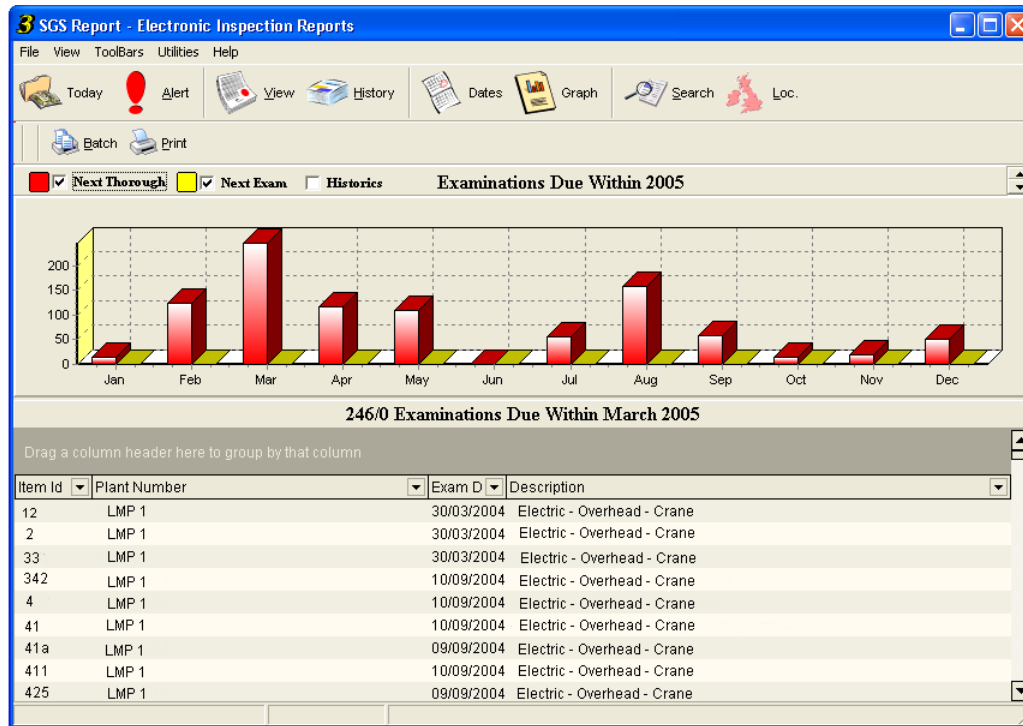 3 SGS Report - Electronic Inspection Reports
File View ToolBars Utilities Help
Today Alert View History Dates Graph Search Loc.
Batch Print
Next Thorough Next Exam Historics Examinations Due Within 2005
200
150
100
50
0
Jan Feb Mar Apr May Jun Jul Aug Sep Oct Nov Dec
246/0 Examinations Due Within March 2005
Drag a column header here to group by that column
Item Id Plant Number Exam D Description
12 LMP 1 30/03/2004 Electric - Overhead - Crane
2 LMP 1 30/03/2004 Electric - Overhead - Crane
33 LMP 1 30/03/2004 Electric - Overhead - Crane
342 LMP 1 10/09/2004 Electric - Overhead - Crane
4 LMP 1 10/09/2004 Electric - Overhead - Crane
41 LMP 1 10/09/2004 Electric - Overhead - Crane
41a LMP 1 09/09/2004 Electric - Overhead - Crane
411 LMP 1 10/09/2004 Electric - Overhead - Crane
425 LMP 1 09/09/2004 Electric - Overhead - Crane